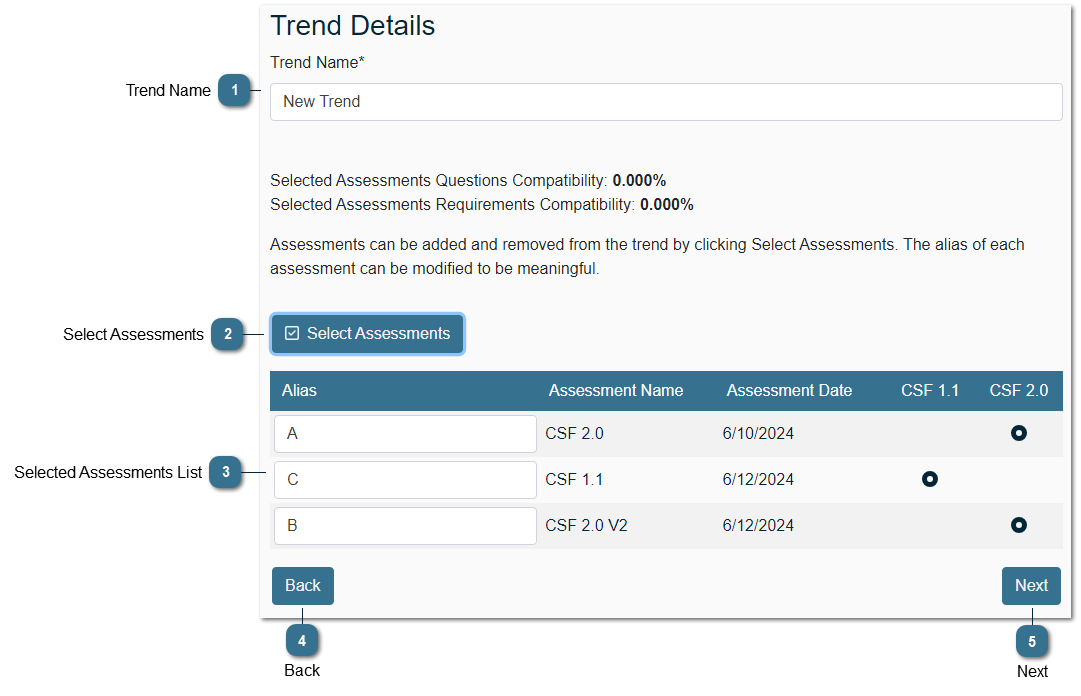 Trend Details
Trend Name*
Trend Name 1
New Trend
Selected Assessments Questions Compatibility: 0.000%
Selected Assessments Requirements Compatibility: 0.000%
Assessments can be added and removed from the trend by clicking Select Assessments. The alias of each
assessment can be modified to be meaningful.
Select Assessments 2
Select Assessments
Alias Assessment Name Assessment Date CSF 1.1 CSF 2.0
A CSF 2.0 6/10/2024
Selected Assessments List 3
C CSF 1.1 6/12/2024
B CSF 2.0 V2 6/12/2024
Back Next
4 5
Back Next